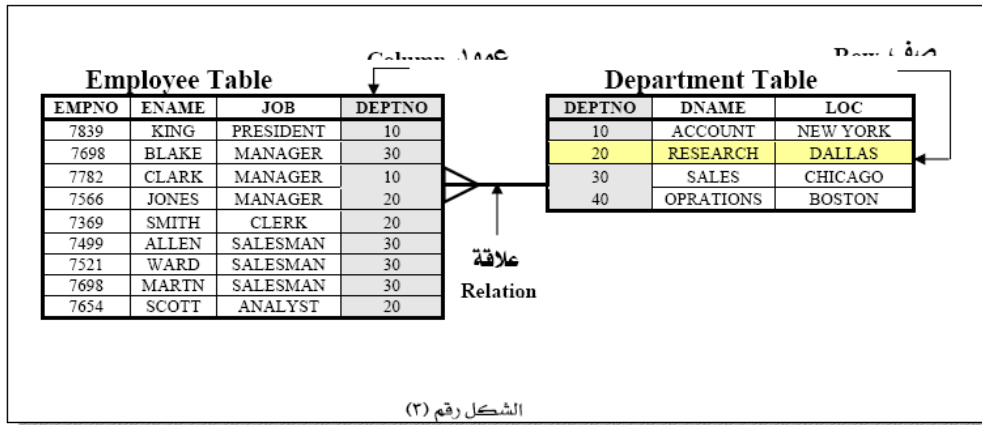 عمود Column
صف Row
Employee Table
Department Table
EMPNO ENAME JOB DEPTNO
7839 KING PRESIDENT 10
7698 BLAKE MANAGER 30
7782 CLARK MANAGER 10
7566 JONES MANAGER 20
7369 SMITH CLERK 20
7499 ALLEN SALESMAN 30
7521 WARD SALESMAN 30
7698 MARTN SALESMAN 30
7654 SCOTT ANALYST 20
DEPTNO DNAME LOC
10 ACCOUNT NEW YORK
20 RESEARCH DALLAS
30 SALES CHICAGO
40 OPRATIONS BOSTON
علاقة
Relation
الشكل رقم (٣)